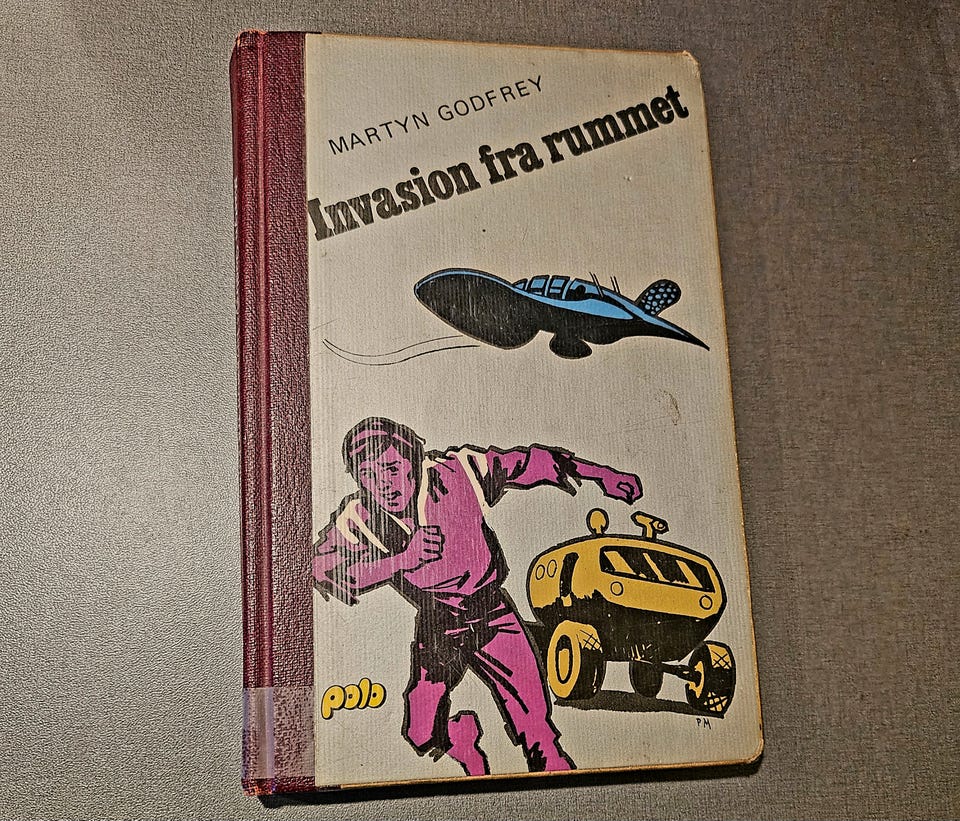 MARTYN GODFREY
Invasion fra rummet
polo
PM